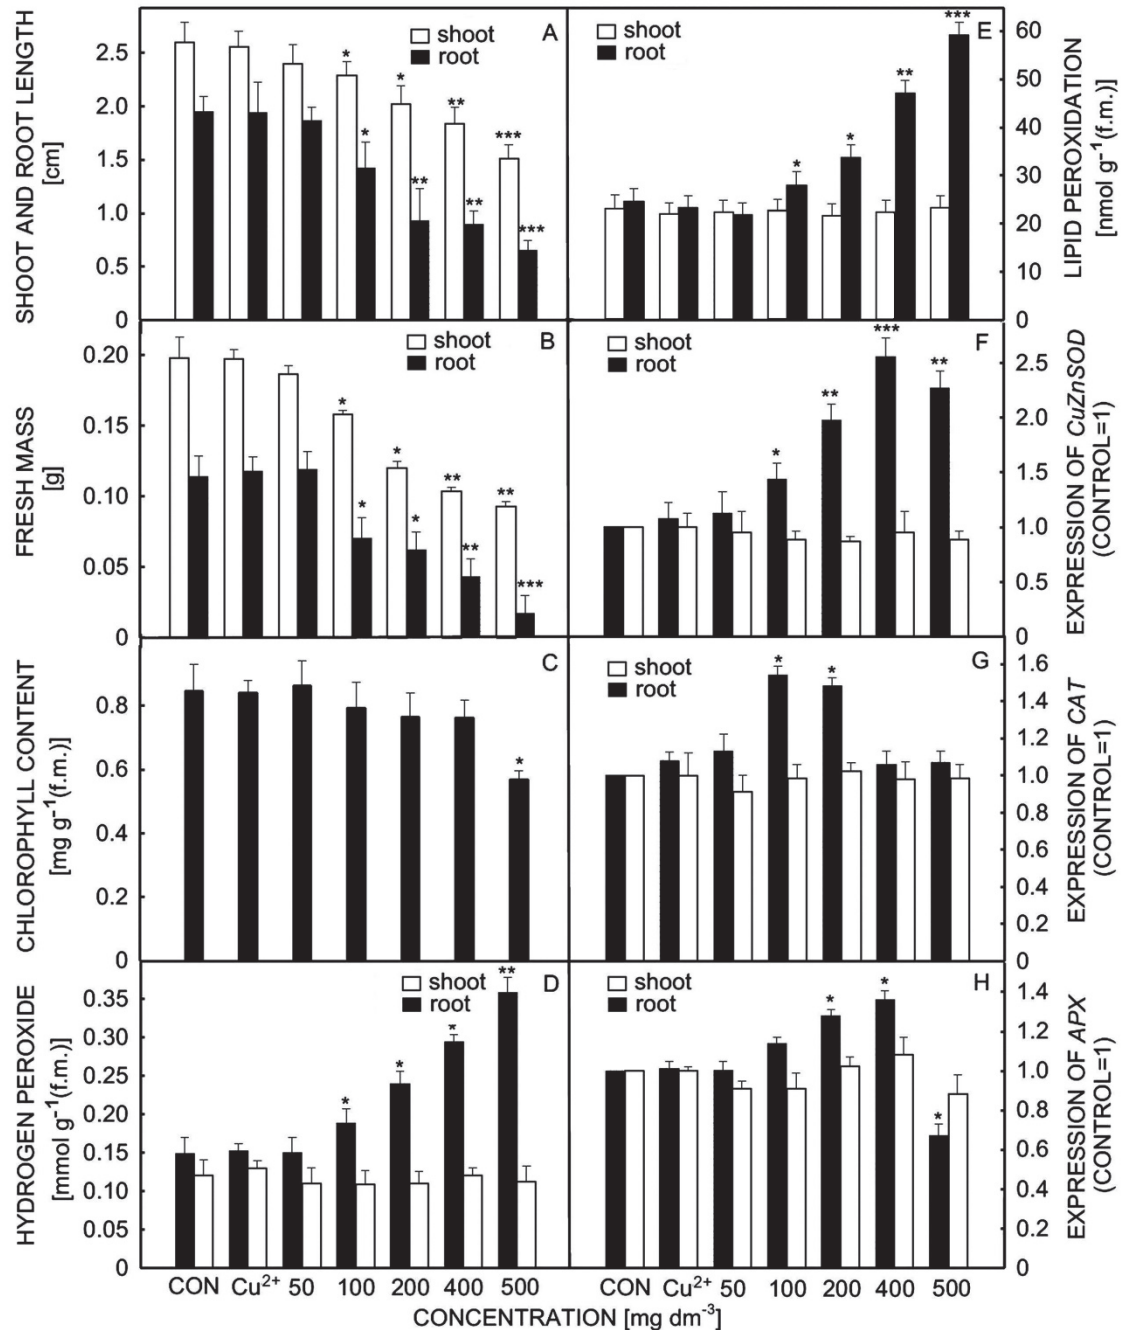 SHOOT AND ROOT LENGTH
[cm]
2.5
2.0
1.5
1.0
0.5
0
A
shoot
root
*
*
**
***
*
**
**
***
E
shoot
root
*
*
**
***
60
50
40
30
20
10
0
LIPID PEROXIDATION
[nmol g⁻¹(f.m.)]
FRESH MASS
[g]
0.20
0.15
0.10
0.05
0
B
shoot
root
*
*
**
**
*
*
**
***
F
shoot
root
*
**
***
**
2.5
2.0
1.5
1.0
0.5
0
EXPRESSION OF CuZnSOD
(CONTROL=1)
CHLOROPHYLL CONTENT
[mg g⁻¹(f.m.)]
0.8
0.6
0.4
0.2
0
C
*
G
shoot
root
*
*
1.6
1.4
1.2
1.0
0.8
0.6
0.4
0.2
0
EXPRESSION OF CAT
(CONTROL=1)
HYDROGEN PEROXIDE
[mmol g⁻¹(f.m.)]
0.35
0.30
0.25
0.20
0.15
0.10
0.05
0
D
shoot
root
*
*
*
**
H
shoot
root
*
*
*
1.4
1.2
1.0
0.8
0.6
0.4
0.2
0
EXPRESSION OF APX
(CONTROL=1)
CON Cu²⁺ 50 100 200 400 500
CON Cu²⁺ 50 100 200 400 500
CONCENTRATION [mg dm⁻³]